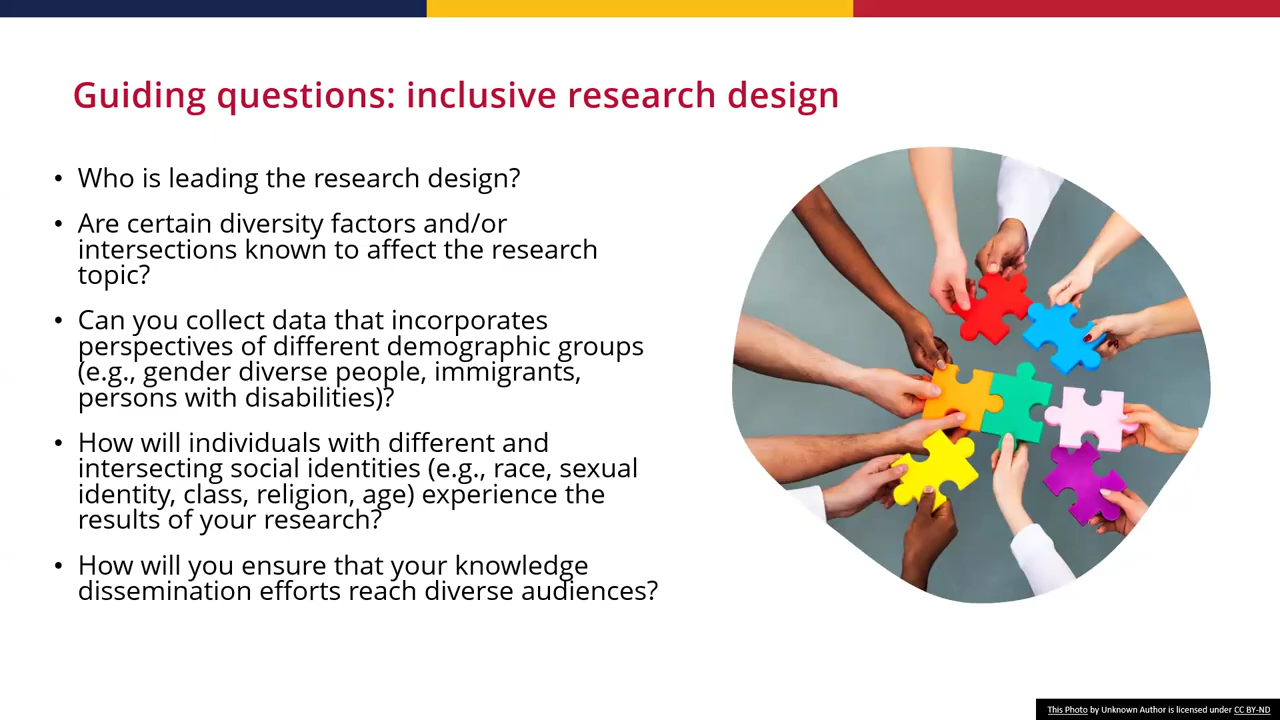 Guiding questions: inclusive research design
• Who is leading the research design?
• Are certain diversity factors and/or
intersections known to affect the research
topic?
• Can you collect data that incorporates
perspectives of different demographic groups
(e.g., gender diverse people, immigrants,
persons with disabilities)?
• How will individuals with different and
intersecting social identities (e.g., race, sexual
identity, class, religion, age) experience the
results of your research?
• How will you ensure that your knowledge
dissemination efforts reach diverse audiences?
This Photo by Unknown Author is licensed under CC BY-ND